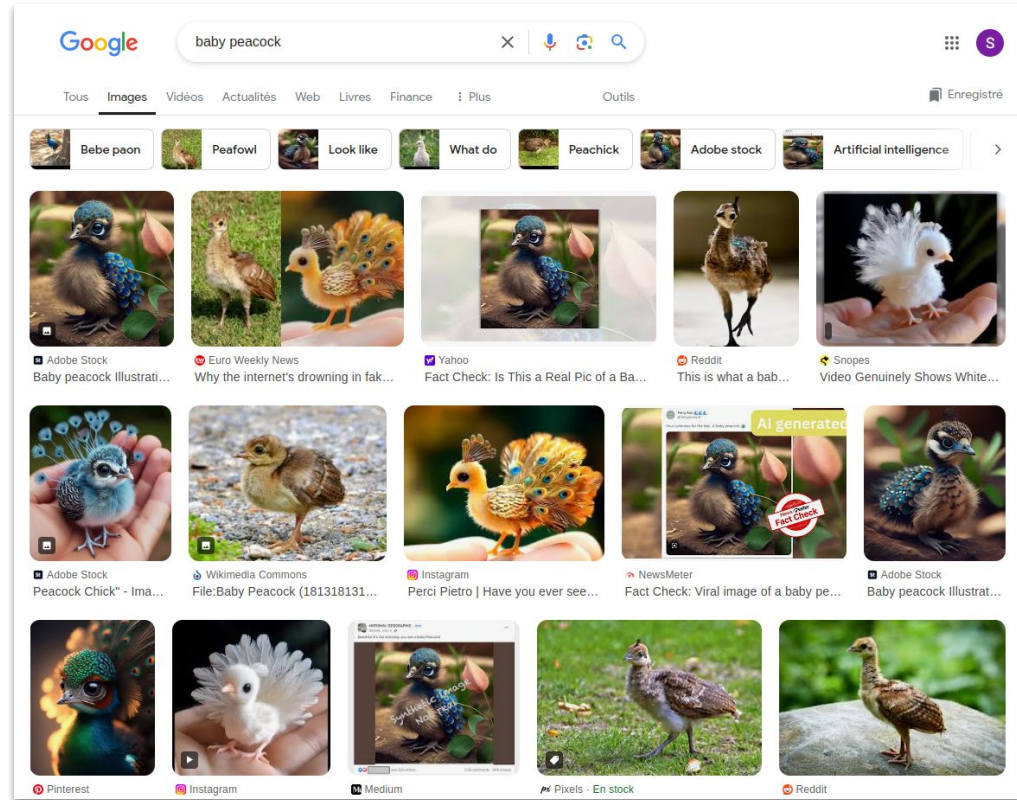 Google
baby peacock
S
Tous Images Vidéos Actualités Web Livres Finance Plus Outils Enregistré
Bebe paon Peafowl Look like What do Peachick Adobe stock Artificial intelligence
Adobe Stock
Baby peacock Illustrati…
Euro Weekly News
Why the internet's drowning in fak…
Yahoo
Fact Check: Is This a Real Pic of a Ba…
Reddit
This is what a bab…
Snopes
Video Genuinely Shows White…
AI generated
Fact Check
Adobe Stock
Peacock Chick" - Ima…
Wikimedia Commons
File:Baby Peacock (181318131…
Instagram
Perci Pietro | Have you ever see…
NewsMeter
Fact Check: Viral image of a baby pe…
Adobe Stock
Baby peacock Illustrat…
NATIONAL GEOGRAPHIC
Synthetic Image
Not real
Pinterest
Instagram
Medium
Pixels · En stock
Reddit